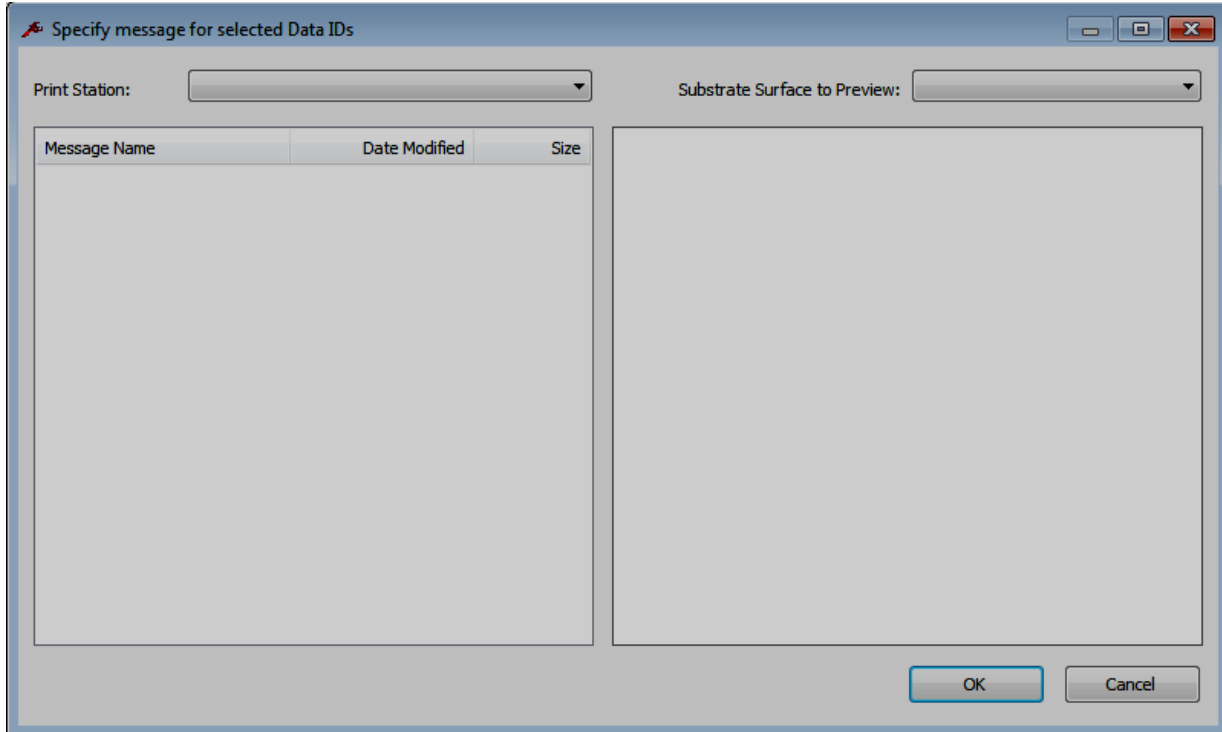 Specify message for selected Data IDs
Print Station: Substrate Surface to Preview:
Message Name Date Modified Size
OK Cancel